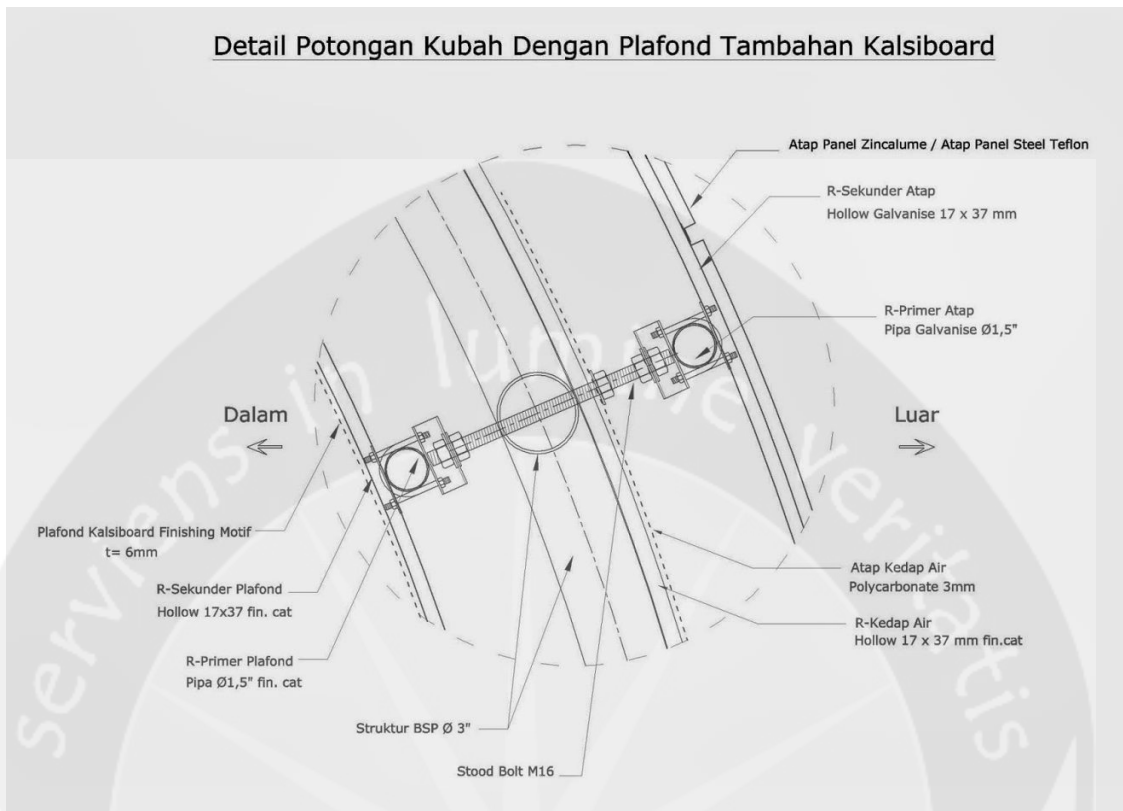 Detail Potongan Kubah Dengan Plafond Tambahan Kalsiboard
Atap Panel Zincalume / Atap Panel Steel Teflon
R-Sekunder Atap
Hollow Galvanise 17 x 37 mm
R-Primer Atap
Pipa Galvanise Ø1,5"
Dalam
Luar
Plafond Kalsiboard Finishing Motif
t= 6mm
R-Sekunder Plafond
Hollow 17x37 fin. cat
R-Primer Plafond
Pipa Ø1,5" fin. cat
Struktur BSP Ø 3"
Stood Bolt M16
Atap Kedap Air
Polycarbonate 3mm
R-Kedap Air
Hollow 17 x 37 mm fin.cat
serviens in lumine veritatis